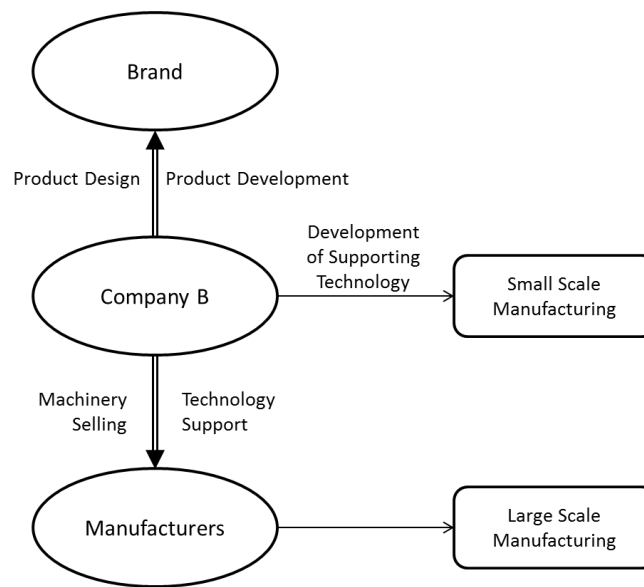 Brand
Product Design
Product Development
Development
of Supporting
Technology
Company B
Small Scale
Manufacturing
Machinery
Selling
Technology
Support
Manufacturers
Large Scale
Manufacturing